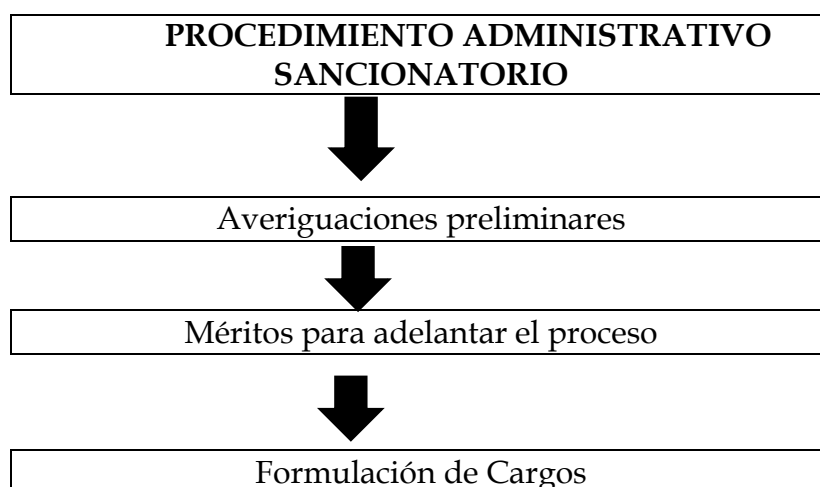 PROCEDIMIENTO ADMINISTRATIVO
SANCIONATORIO
Averiguaciones preliminares
Méritos para adelantar el proceso
Formulación de Cargos